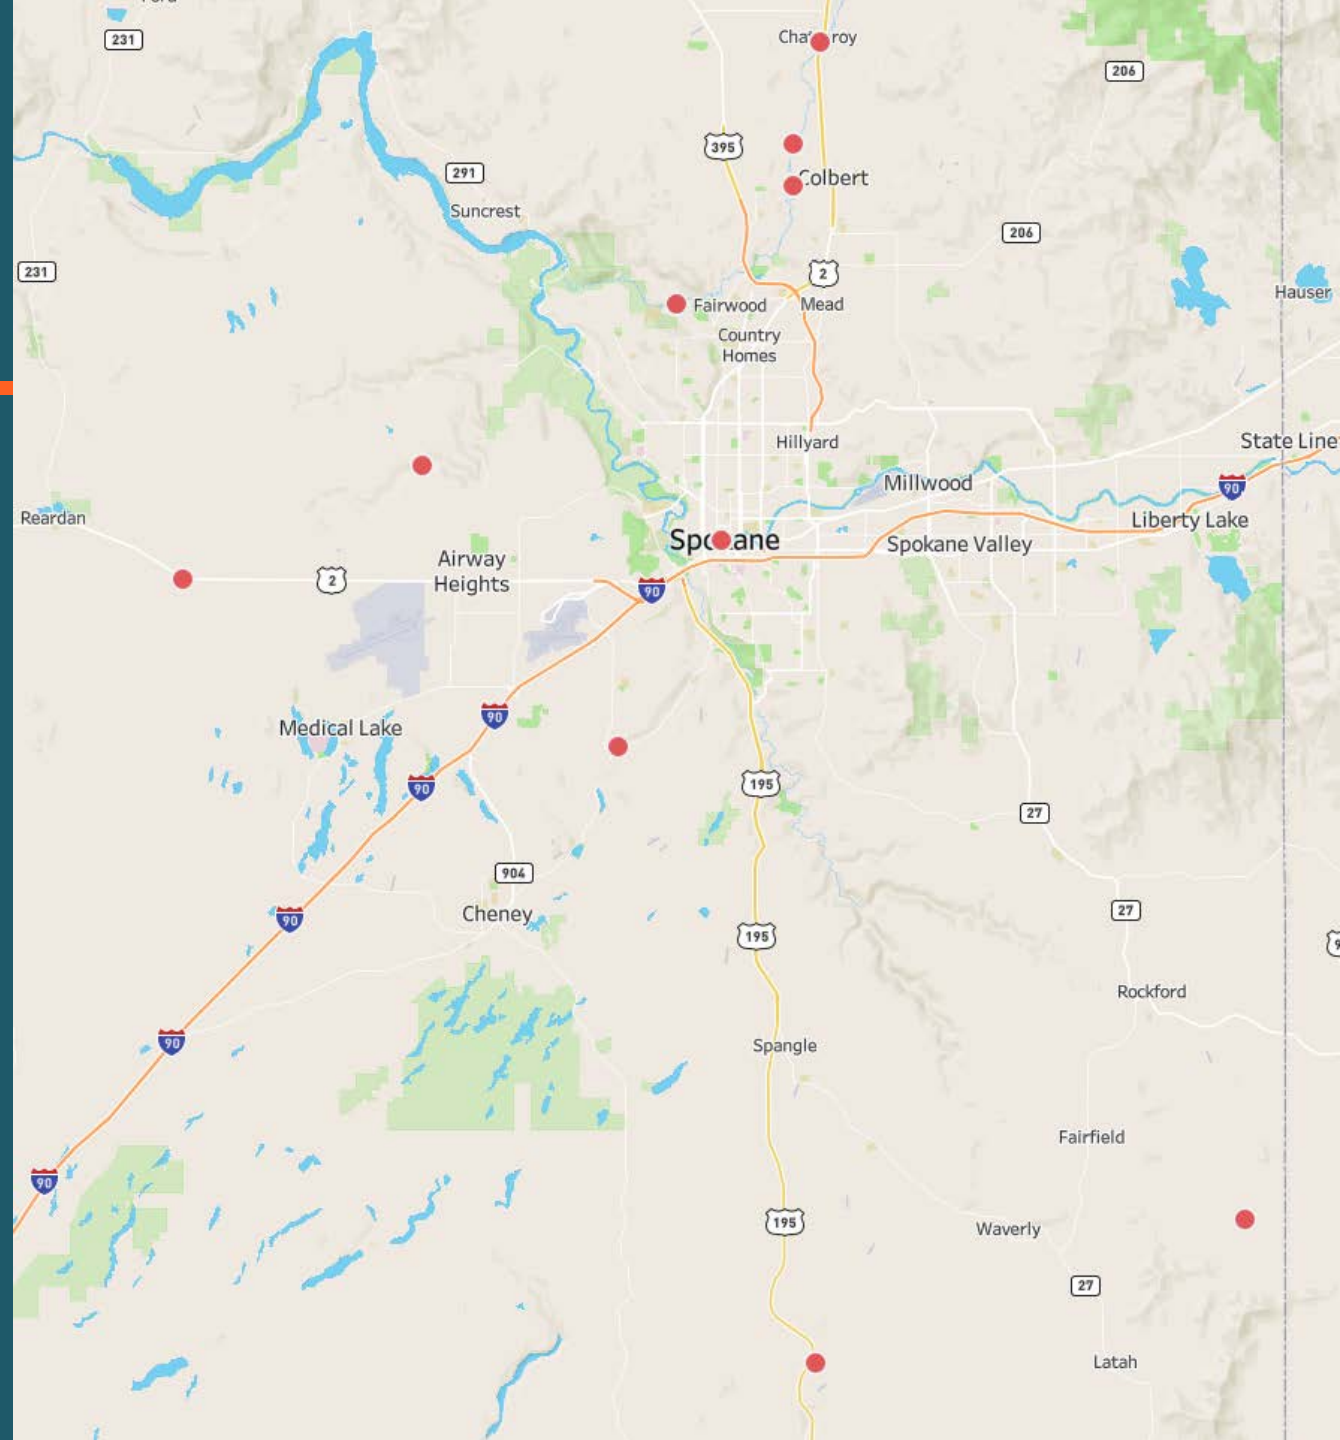 231
Cha
roy
206
395
291
Colbert
Suncrest
206
231
2
Hauser
Fairwood
Mead
Country
Homes
Hillyard
State Line
Millwood
90
Reardan
Liberty Lake
Spokane
Spokane Valley
Airway
Heights
2
90
90
Medical Lake
90
195
27
904
90
Cheney
27
195
Rockford
90
Spangle
Fairfield
90
195
Waverly
27
Latah